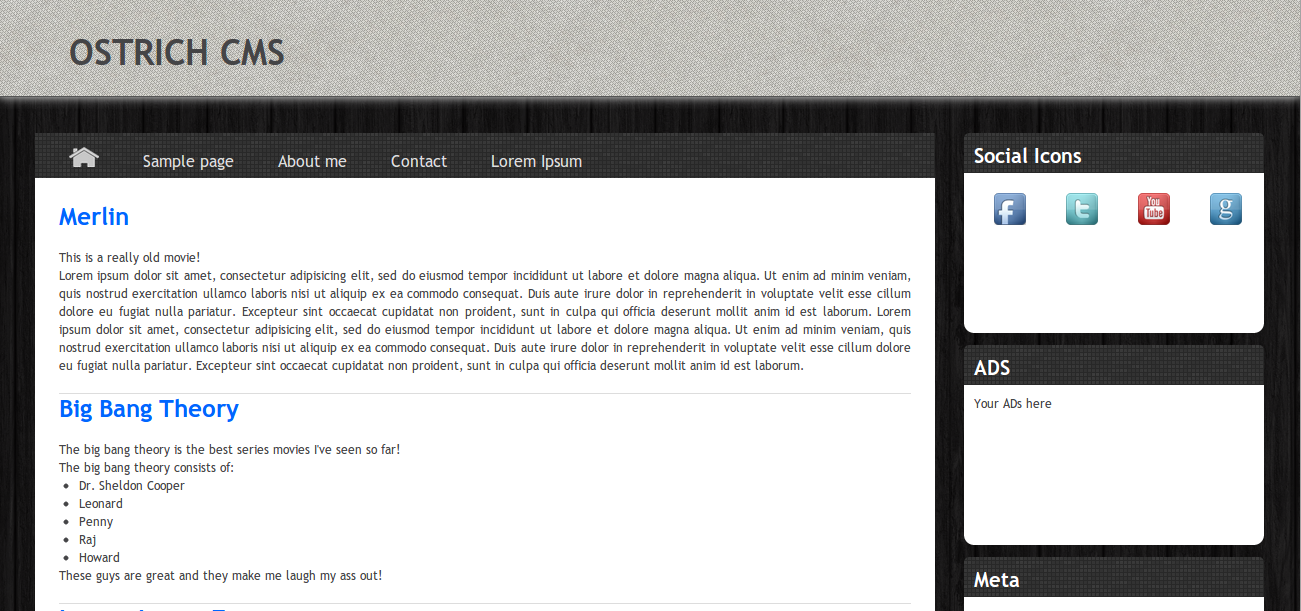 OSTRICH CMS
Sample page
About me
Contact
Lorem Ipsum
Merlin
This is a really old movie!
Lorem ipsum dolor sit amet, consectetur adipisicing elit, sed do eiusmod tempor incididunt ut labore et dolore magna aliqua. Ut enim ad minim veniam,
quis nostrud exercitation ullamco laboris nisi ut aliquip ex ea commodo consequat. Duis aute irure dolor in reprehenderit in voluptate velit esse cillum
dolore eu fugiat nulla pariatur. Excepteur sint occaecat cupidatat non proident, sunt in culpa qui officia deserunt mollit anim id est laborum. Lorem
ipsum dolor sit amet, consectetur adipisicing elit, sed do eiusmod tempor incididunt ut labore et dolore magna aliqua. Ut enim ad minim veniam, quis
nostrud exercitation ullamco laboris nisi ut aliquip ex ea commodo consequat. Duis aute irure dolor in reprehenderit in voluptate velit esse cillum dolore
eu fugiat nulla pariatur. Excepteur sint occaecat cupidatat non proident, sunt in culpa qui officia deserunt mollit anim id est laborum.
Big Bang Theory
The big bang theory is the best series movies I've seen so far!
The big bang theory consists of:
Dr. Sheldon Cooper
Leonard
Penny
Raj
Howard
These guys are great and they make me laugh my ass out!
Social Icons
f
t
You
Tube
g
ADS
Your ADs here
Meta